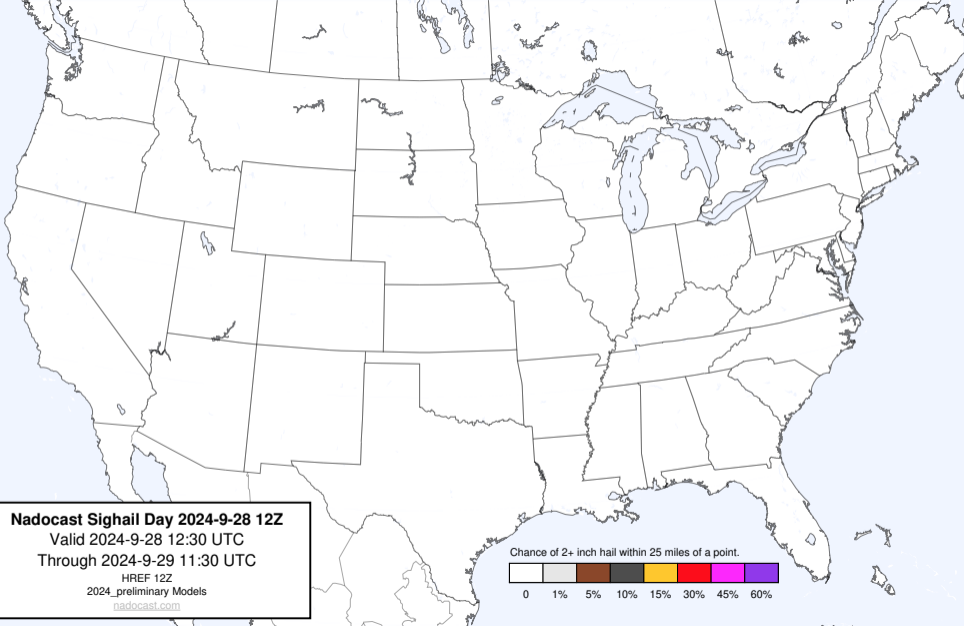 Nadocast Sighail Day 2024-9-28 12Z
Valid 2024-9-28 12:30 UTC
Through 2024-9-29 11:30 UTC
HREF 12Z
2024_preliminary Models
nadocast.com
Chance of 2+ inch hail within 25 miles of a point.
0 1% 5% 10% 15% 30% 45% 60%